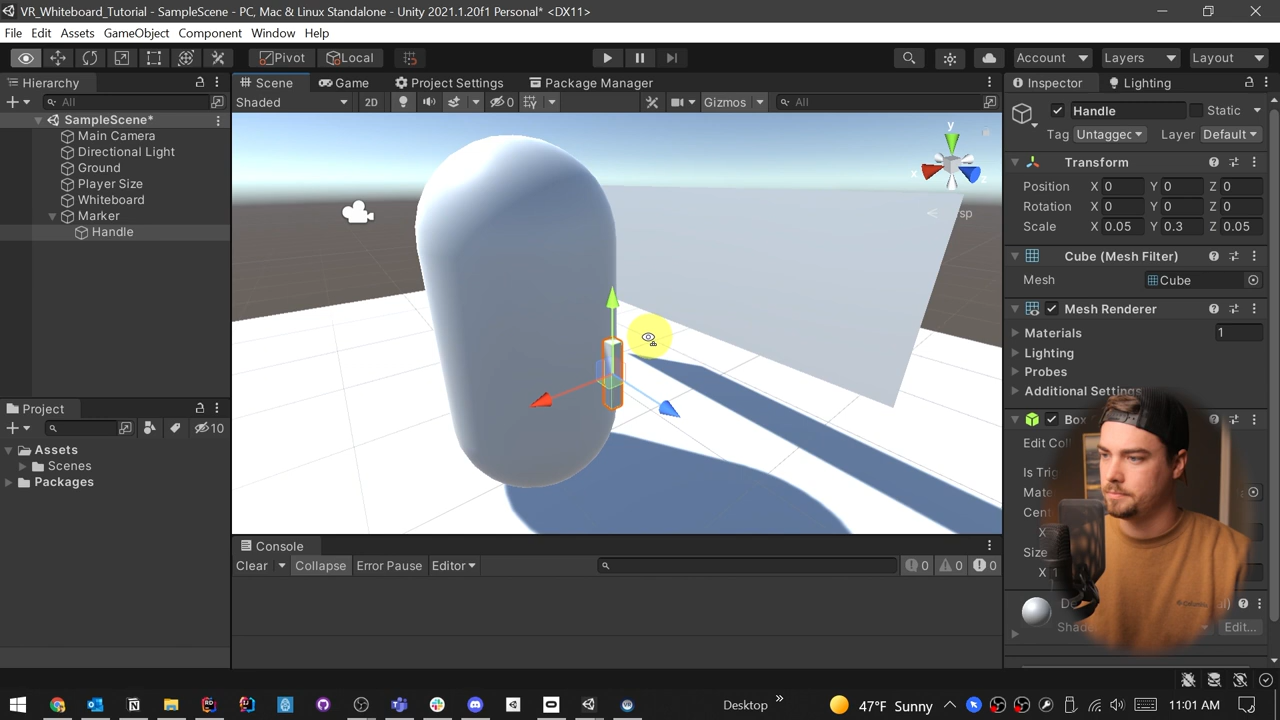 VR_Whiteboard_Tutorial - SampleScene - PC, Mac & Linux Standalone - Unity 2021.1.20f1 Personal* <DX11>
File Edit Assets GameObject Component Window Help
Pivot Local Account Layers Layout
Hierarchy Scene Game Project Settings Package Manager Inspector Lighting
All Shaded 2D 0 Gizmos All
Handle Static
Tag Untagged Layer Default
SampleScene*
Main Camera
Directional Light
Ground
Player Size
Whiteboard
Marker
Handle
y
x z
Persp
Transform
Position X 0 Y 0 Z 0
Rotation X 0 Y 0 Z 0
Scale X 0.05 Y 0.3 Z 0.05
Cube (Mesh Filter)
Mesh Cube
Mesh Renderer
Materials 1
Lighting
Probes
Additional Settings
Edit
Is
X
X
Edit...
Project
10
Assets
Scenes
Packages
Console
Clear Collapse Error Pause Editor 0 0 0
Columbia
Desktop 47°F Sunny 11:01 AM